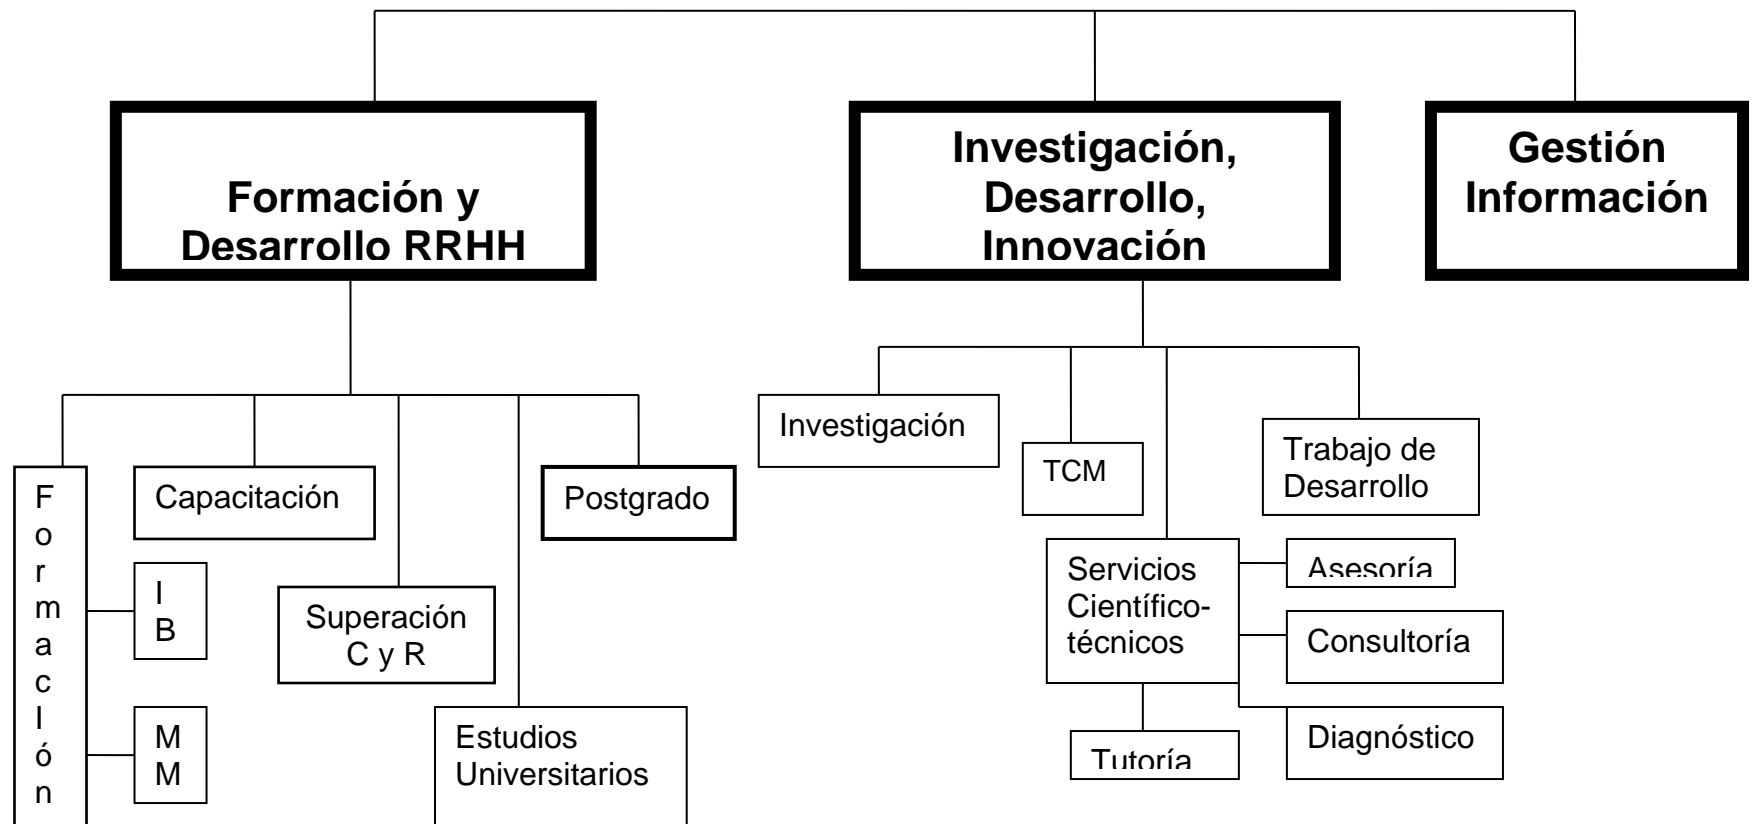 Formación y
Desarrollo RRHH
Investigación,
Desarrollo,
Innovación
Gestión
Información
F
o
r
m
a
c
I
ó
n
Capacitación
I
B
M
M
Superación
C y R
Estudios
Universitarios
Postgrado
Investigación
TCM
Trabajo de
Desarrollo
Servicios
Científico-
técnicos
Asesoría
Consultoría
Diagnóstico
Tutoría